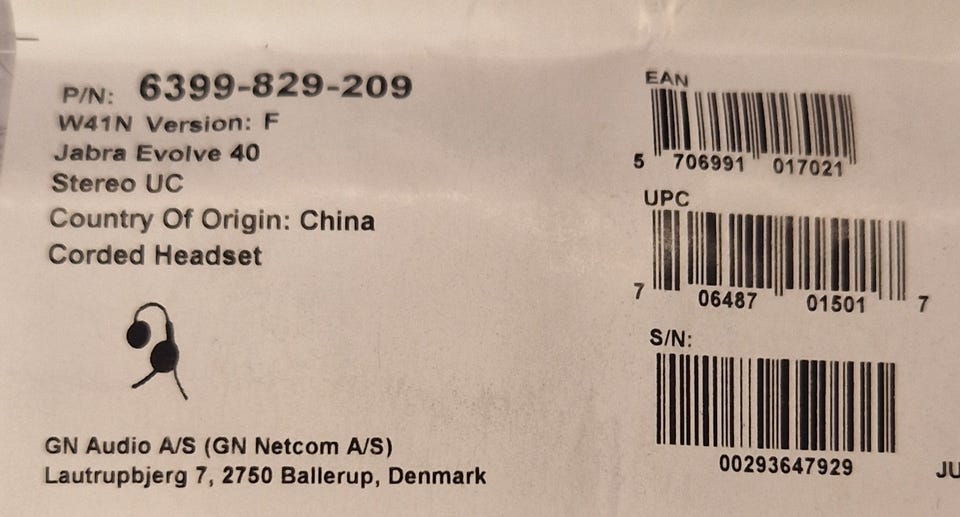 P/N: 6399-829-209
W41N Version: F
Jabra Evolve 40
Stereo UC
Country Of Origin: China
Corded Headset
GN Audio A/S (GN Netcom A/S)
Lautrupbjerg 7, 2750 Ballerup, Denmark
EAN
5 706991 017021
UPC
7 06487 01501 7
S/N:
00293647929
JU